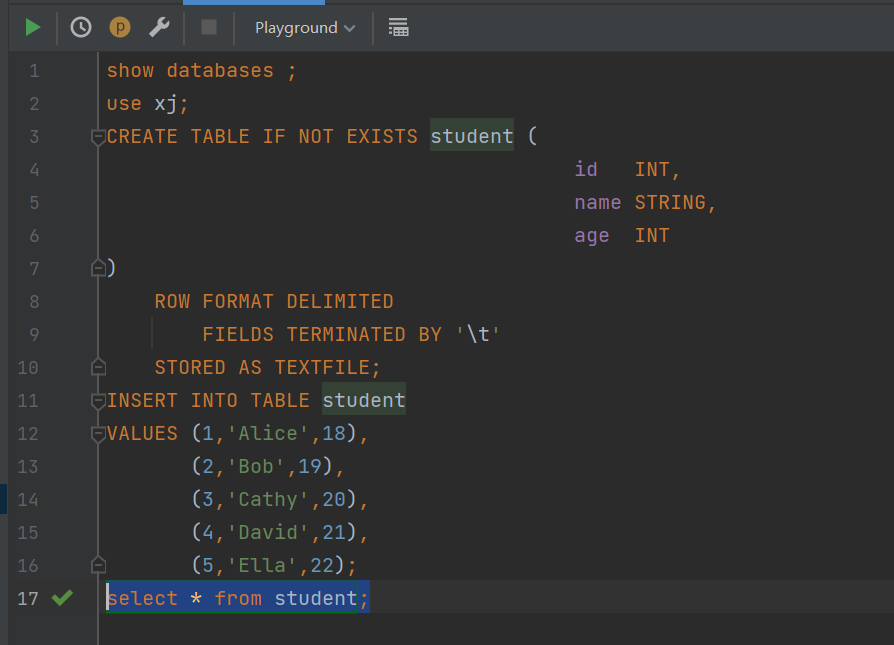 p Playground
1 show databases ;
2 use xj;
3 CREATE TABLE IF NOT EXISTS student (
4 id INT,
5 name STRING,
6 age INT
7 )
8 ROW FORMAT DELIMITED
9 FIELDS TERMINATED BY '\t'
10 STORED AS TEXTFILE;
11 INSERT INTO TABLE student
12 VALUES (1,'Alice',18),
13 (2,'Bob',19),
14 (3,'Cathy',20),
15 (4,'David',21),
16 (5,'Ella',22);
17 select * from student;